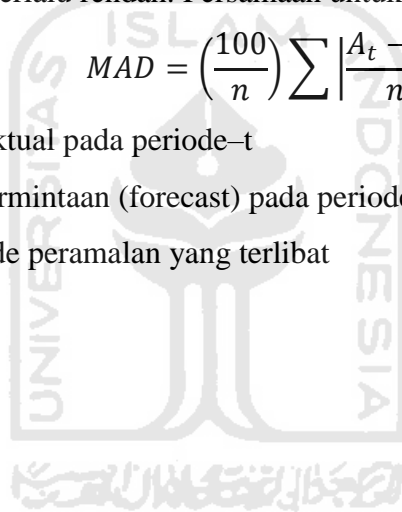 rendah. Persamaan untuk
MAD = (100/n) ∑ |A_t −/n
ktual pada periode–t
rmintaan (forecast) pada periode
de peramalan yang terlibat
ISLAM
UNIVERSITAS
INDONESIA